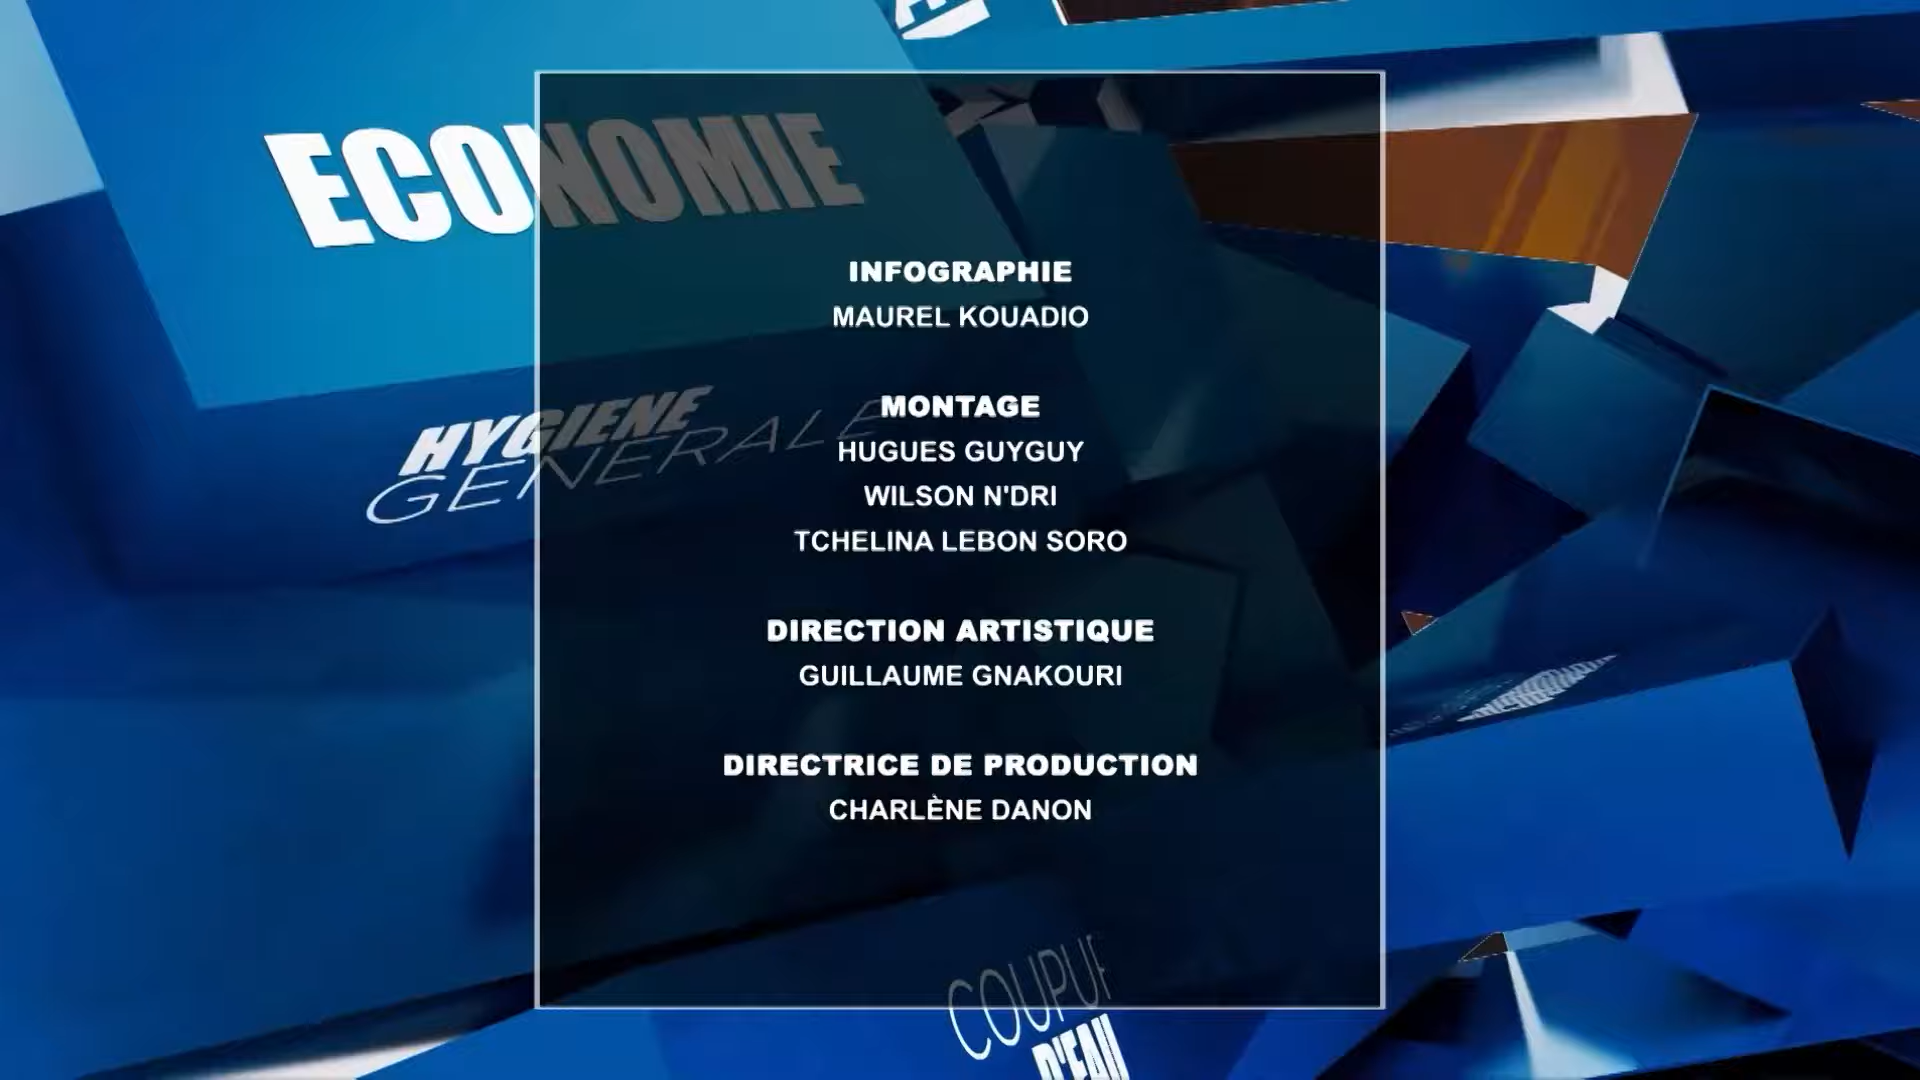 ECONOMIE
HYGIENE
GENERALE
INFOGRAPHIE
MAUREL KOUADIO
MONTAGE
HUGUES GUYGUY
WILSON N'DRI
TCHELINA LEBON SORO
DIRECTION ARTISTIQUE
GUILLAUME GNAKOURI
DIRECTRICE DE PRODUCTION
CHARLÈNE DANON
D'EAU